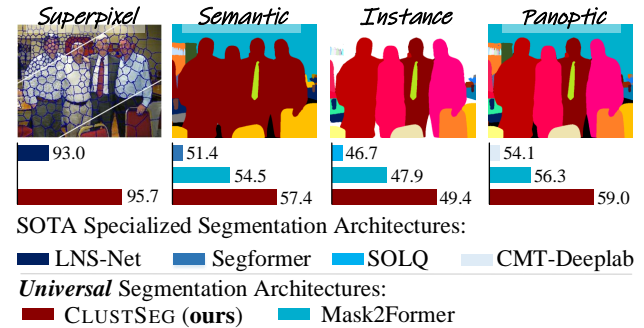 Superpixel Semantic Instance Panoptic
93.0 51.4 46.7 54.1
54.5 47.9 56.3
95.7 57.4 49.4 59.0
SOTA Specialized Segmentation Architectures:
LNS-Net Segformer SOLQ CMT-Deeplab
Universal Segmentation Architectures:
CLUSTSEG (ours) Mask2Former